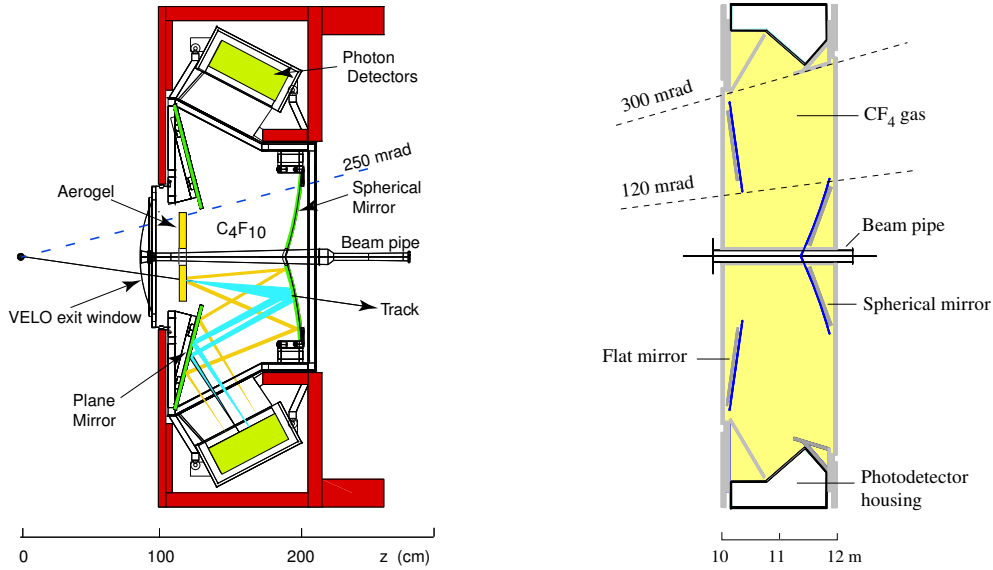 Photon
Detectors
250 mrad
Aerogel
Spherical
Mirror
C4F10
Beam pipe
Track
VELO exit window
Plane
Mirror
0
100
200
z (cm)
300 mrad
CF4 gas
120 mrad
Beam pipe
Spherical mirror
Flat mirror
Photodetector
housing
10
11
12 m